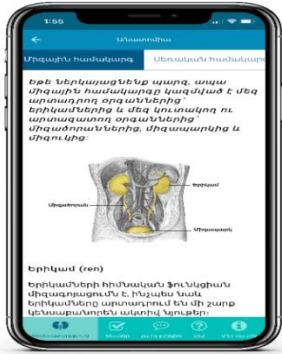 1:55
Անատոմիա
Միզային համակարգ
Սեռական համակարգ
Եթե ներկայացնենք պարզ, ապա
միզային համակարգը կազմված է մեզ
արտադրող օրգաններից՝
երիկամներից և մեզ կուտակող ու
արտազատող օրգաններից՝
միզածորաններից, միզապարկից և
միզուկից:
Երիկամ
Միզածորան
Միզապարկ
Երիկամ (ren)
Երիկամների հիմնական ֆունկցիան
միզագոյացումն է, ինչպես նաև
երիկամները արտադրում են մի շարք
կենսաբանորեն ակտիվ նյութեր: